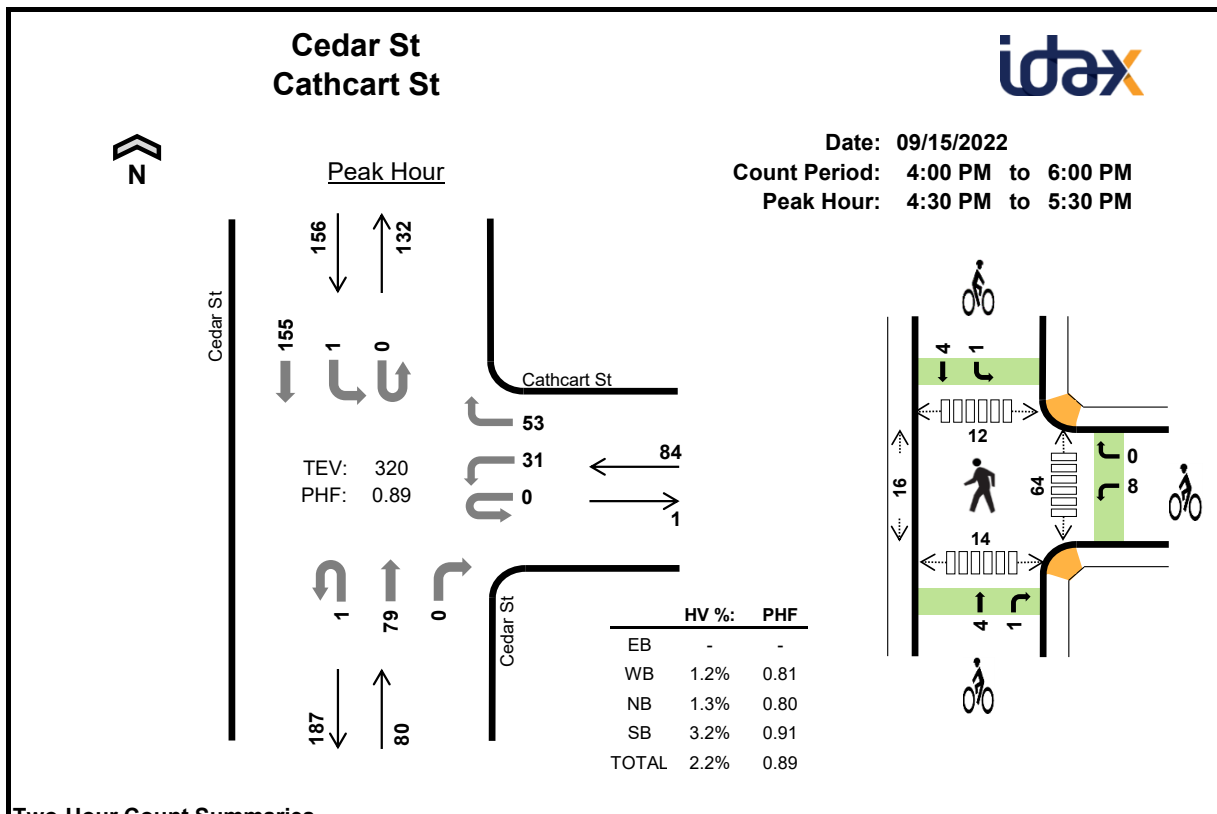 Cedar St
Cathcart St
idax
N
Peak Hour
Date: 09/15/2022
Count Period: 4:00 PM to 6:00 PM
Peak Hour: 4:30 PM to 5:30 PM
156
132
Cedar St
155
1
0
Cathcart St
53
31
0
84
1
TEV: 320
PHF: 0.89
1
79
0
Cedar St
187
80
HV %: PHF
EB - -
WB 1.2% 0.81
NB 1.3% 0.80
SB 3.2% 0.91
TOTAL 2.2% 0.89
4
1
12
16
64
0
8
14
4
1
Two-Hour Count Summaries